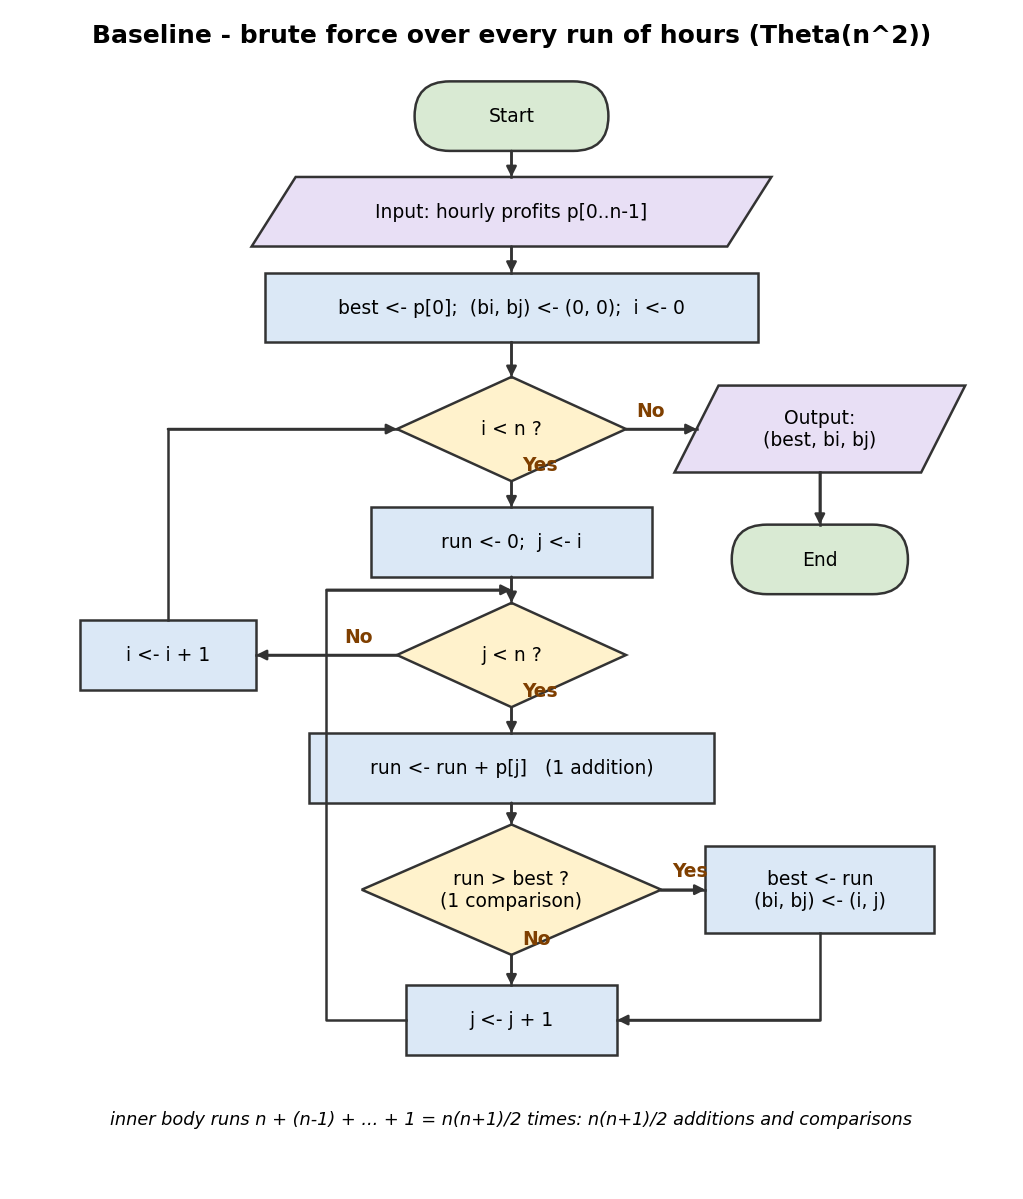 Baseline - brute force over every run of hours (Theta(n^2))
Start
Input: hourly profits p[0..n-1]
best <- p[0];  (bi, bj) <- (0, 0);  i <- 0
i < n ?
No
Output:
(best, bi, bj)
Yes
run <- 0;  j <- i
End
i <- i + 1
No
j < n ?
Yes
run <- run + p[j]   (1 addition)
run > best ?
(1 comparison)
Yes
best <- run
(bi, bj) <- (i, j)
No
j <- j + 1
inner body runs n + (n-1) + ... + 1 = n(n+1)/2 times: n(n+1)/2 additions and comparisons